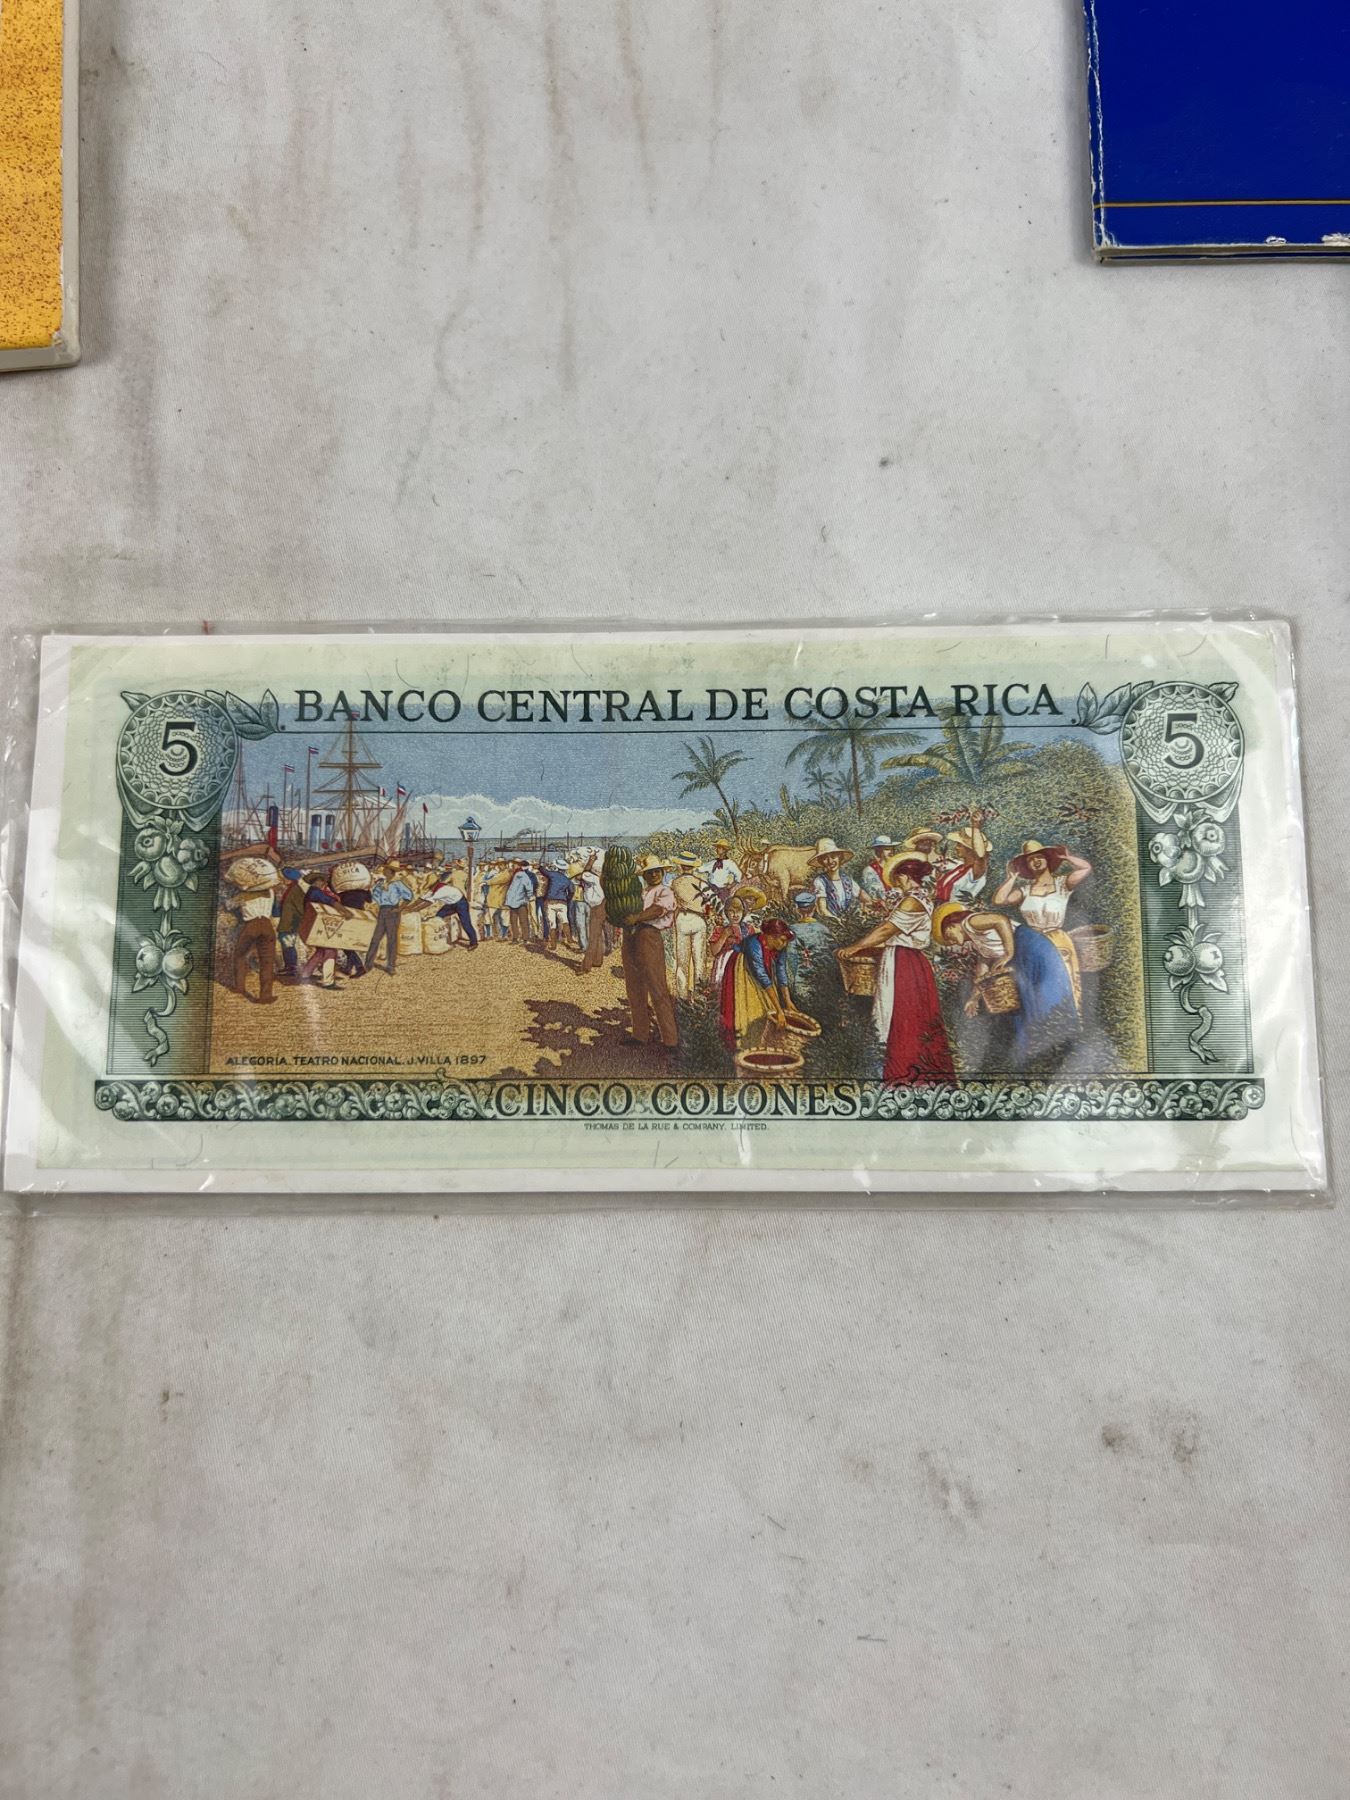 BANCO CENTRAL DE COSTA RICA
5
5
ALEGORIA. TEATRO NACIONAL. J. VILLA 1897
CINCO COLONES
THOMAS DE LA RUE & COMPANY, LIMITED.